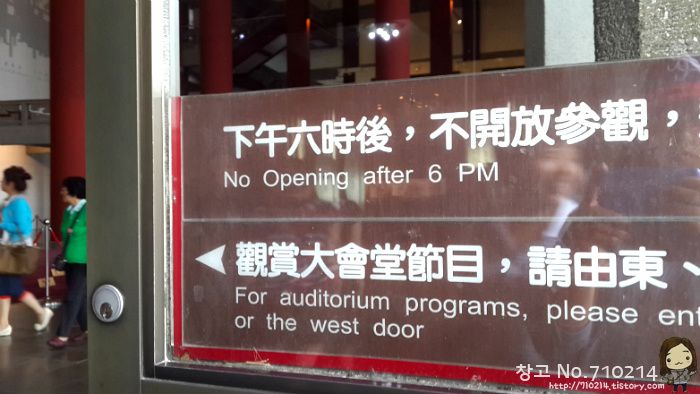 下午六時後，不開放參觀，
No Opening after 6 PM
觀賞大會堂節目，請由東、
For auditorium programs, please ent
or the west door
창고 No.710214
http://710214.tistory.com/